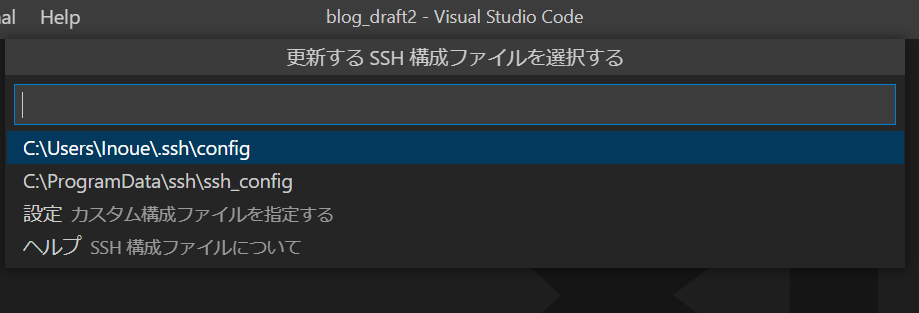 al Help blog_draft2 - Visual Studio Code
更新する SSH 構成ファイルを選択する
C:\Users\Inoue\.ssh\config
C:\ProgramData\ssh\ssh_config
設定 カスタム構成ファイルを指定する
ヘルプ SSH 構成ファイルについて